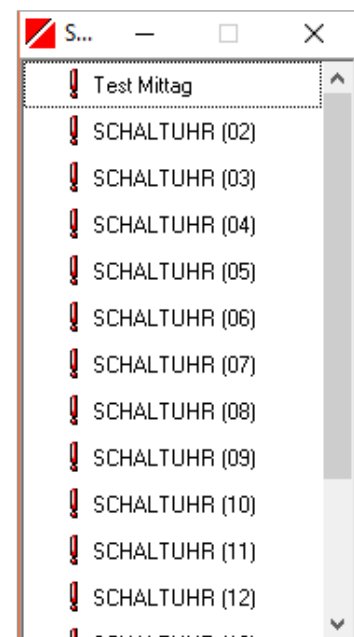 S...
Test Mittag
SCHALTUHR (02)
SCHALTUHR (03)
SCHALTUHR (04)
SCHALTUHR (05)
SCHALTUHR (06)
SCHALTUHR (07)
SCHALTUHR (08)
SCHALTUHR (09)
SCHALTUHR (10)
SCHALTUHR (11)
SCHALTUHR (12)